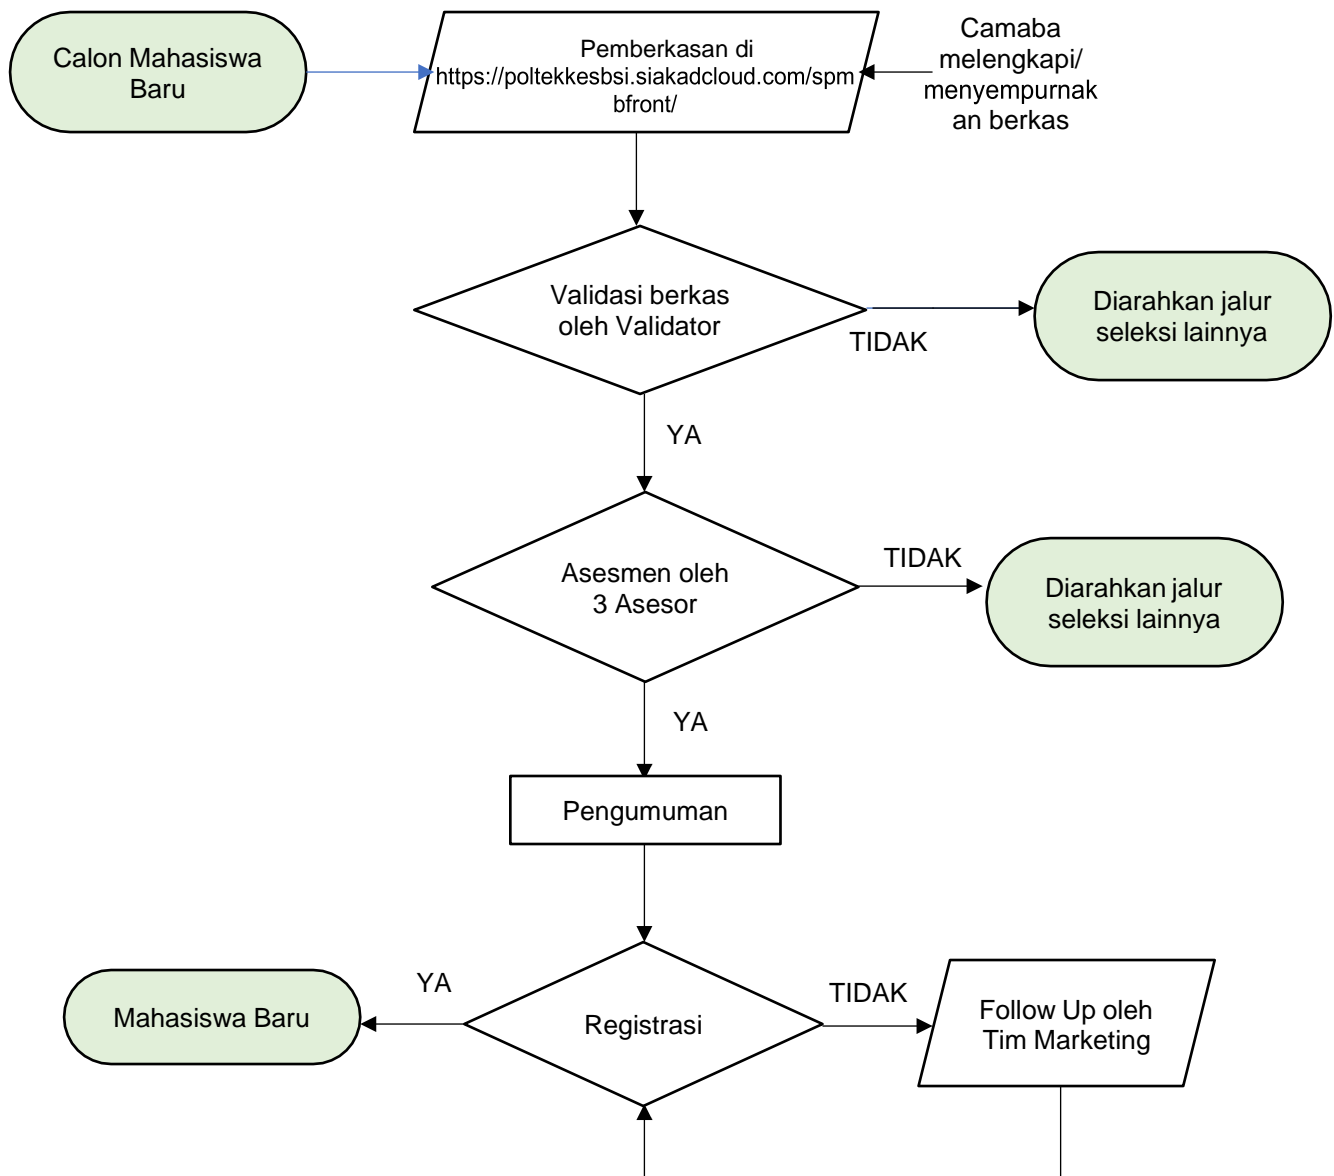 Calon Mahasiswa
Baru
Pemberkasan di
https://poltekkesbsi.siakadcloud.com/spm
bfront/
Camaba
melengkapi/
menyempurnak
an berkas
Validasi berkas
oleh Validator
TIDAK
Diarahkan jalur
seleksi lainnya
YA
Asesmen oleh
3 Asesor
TIDAK
Diarahkan jalur
seleksi lainnya
YA
Pengumuman
Mahasiswa Baru
YA
Registrasi
TIDAK
Follow Up oleh
Tim Marketing